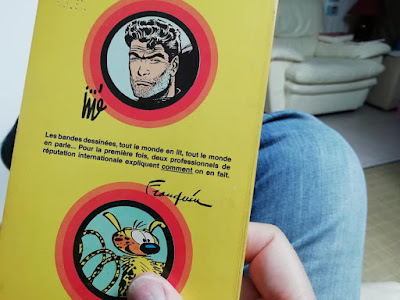 Jijé
Les bandes dessinées, tout le monde en lit, tout le monde
en parle... Pour la première fois, deux professionnels de
réputation internationale expliquent comment on en fait.
Franquin